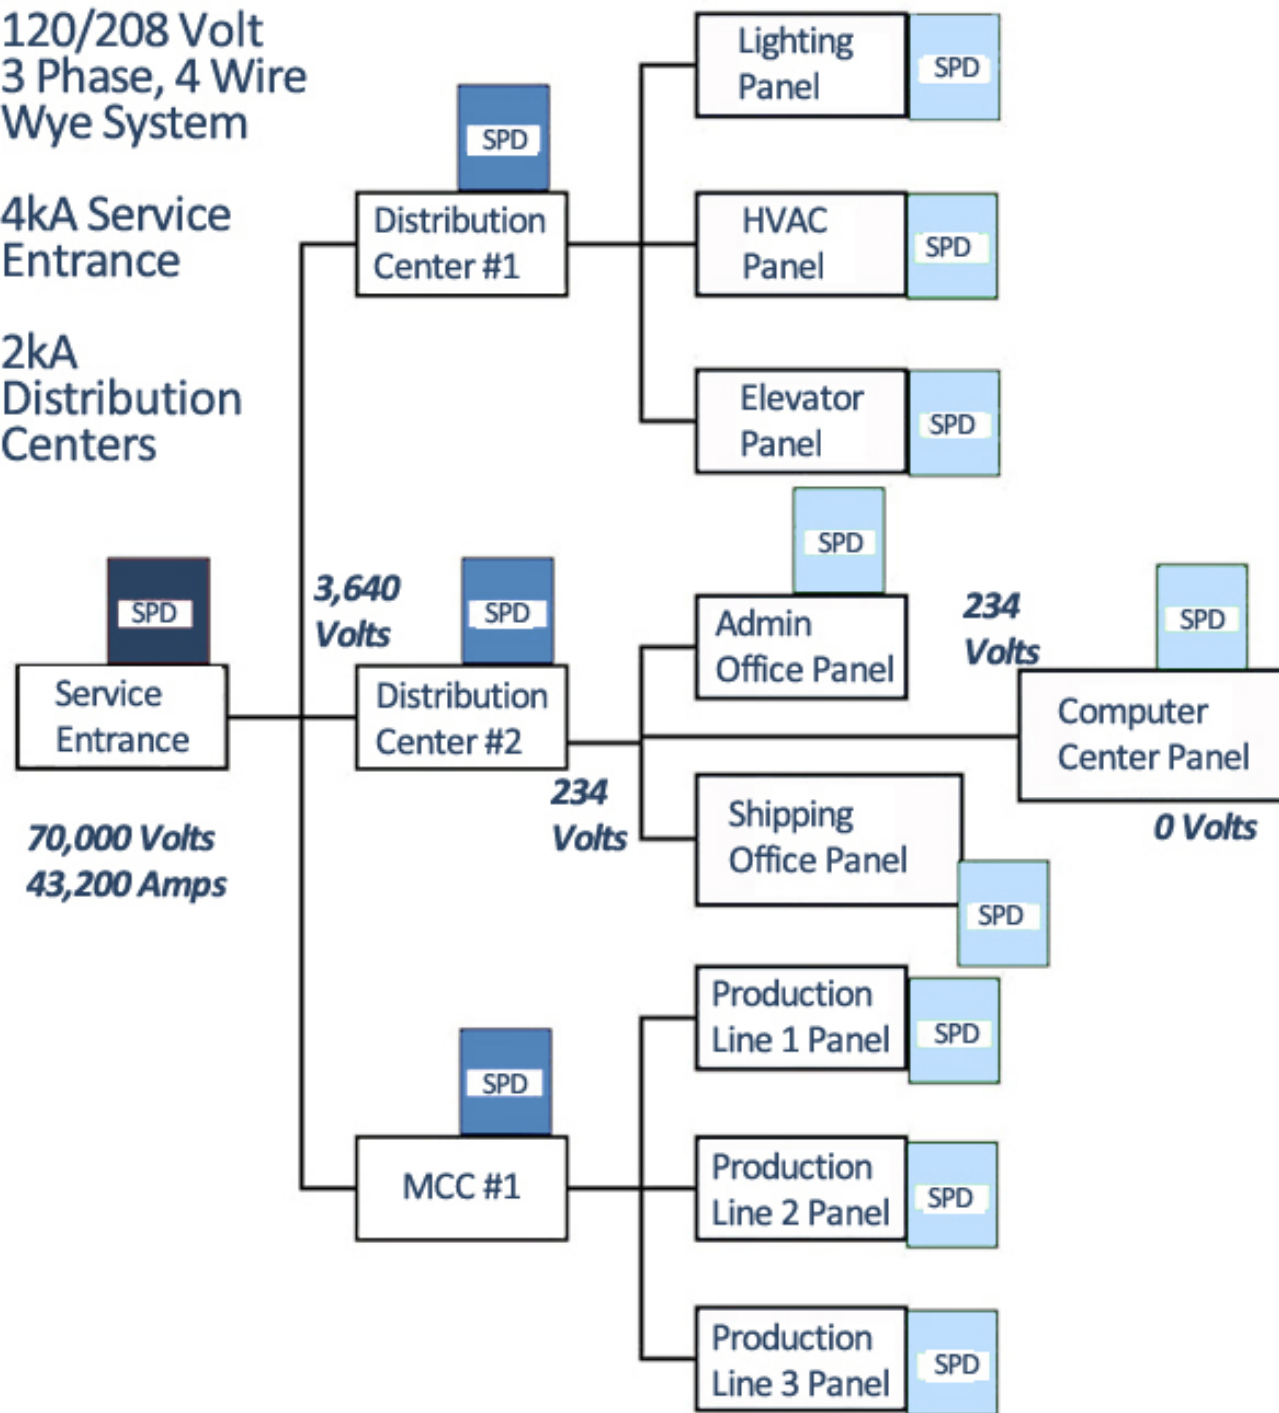 120/208 Volt
3 Phase, 4 Wire
Wye System
4kA Service
Entrance
2kA
Distribution
Centers
SPD
Service
Entrance
70,000 Volts
43,200 Amps
SPD
Distribution
Center #1
Lighting
Panel
SPD
HVAC
Panel
SPD
Elevator
Panel
SPD
3,640
Volts
SPD
Distribution
Center #2
234
Volts
SPD
Admin
Office Panel
234
Volts
SPD
Computer
Center Panel
0 Volts
Shipping
Office Panel
SPD
SPD
MCC #1
Production
Line 1 Panel
SPD
Production
Line 2 Panel
SPD
Production
Line 3 Panel
SPD